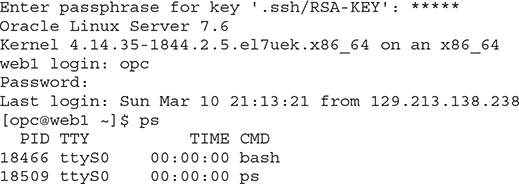 Enter passphrase for key '.ssh/RSA-KEY': *****
Oracle Linux Server 7.6
Kernel 4.14.35-1844.2.5.el7uek.x86_64 on an x86_64
web1 login: opc
Password:
Last login: Sun Mar 10 21:13:21 from 129.213.138.238
[opc@web1 ~]$ ps
  PID TTY          TIME CMD
18466 ttyS0    00:00:00 bash
18509 ttyS0    00:00:00 ps